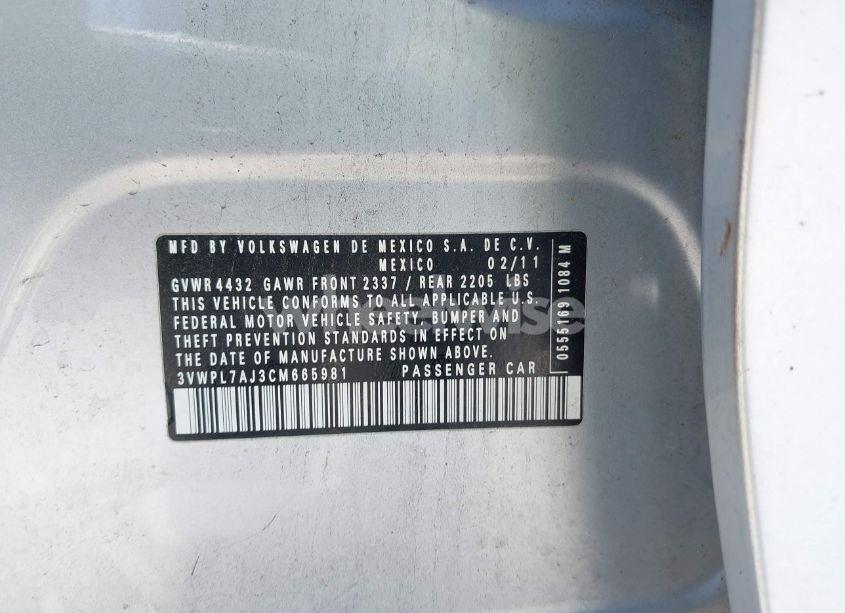 MFD BY VOLKSWAGEN DE MEXICO S.A. DE C.V.
MEXICO 02/11
GVWR 4432 GAWR FRONT 2337 / REAR 2205 LBS
THIS VEHICLE CONFORMS TO ALL APPLICABLE U.S.
FEDERAL MOTOR VEHICLE SAFETY, BUMPER AND
THEFT PREVENTION STANDARDS IN EFFECT ON
THE DATE OF MANUFACTURE SHOWN ABOVE.
3VWPL7AJ3CM665981 PASSENGER CAR
0555169 1084 M